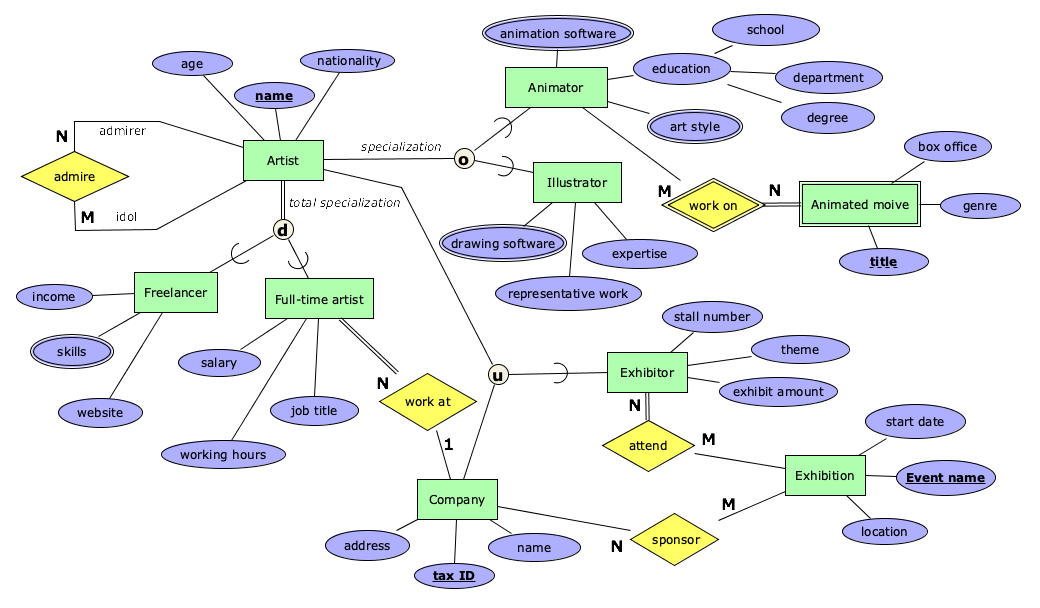 school
animation software
nationality
age
education
department
Animator
name
degree
art style
admirer
N
specialization
box office
Artist
o
admire
Illustrator
M
N
genre
work on
Animated moive
total specialization
M
idol
d
drawing software
expertise
title
Freelancer
representative work
income
Full-time artist
stall number
theme
skills
salary
u
Exhibitor
N
exhibit amount
work at
N
website
job title
start date
M
attend
1
working hours
Exhibition
Event name
Company
M
location
address
name
N
sponsor
tax ID